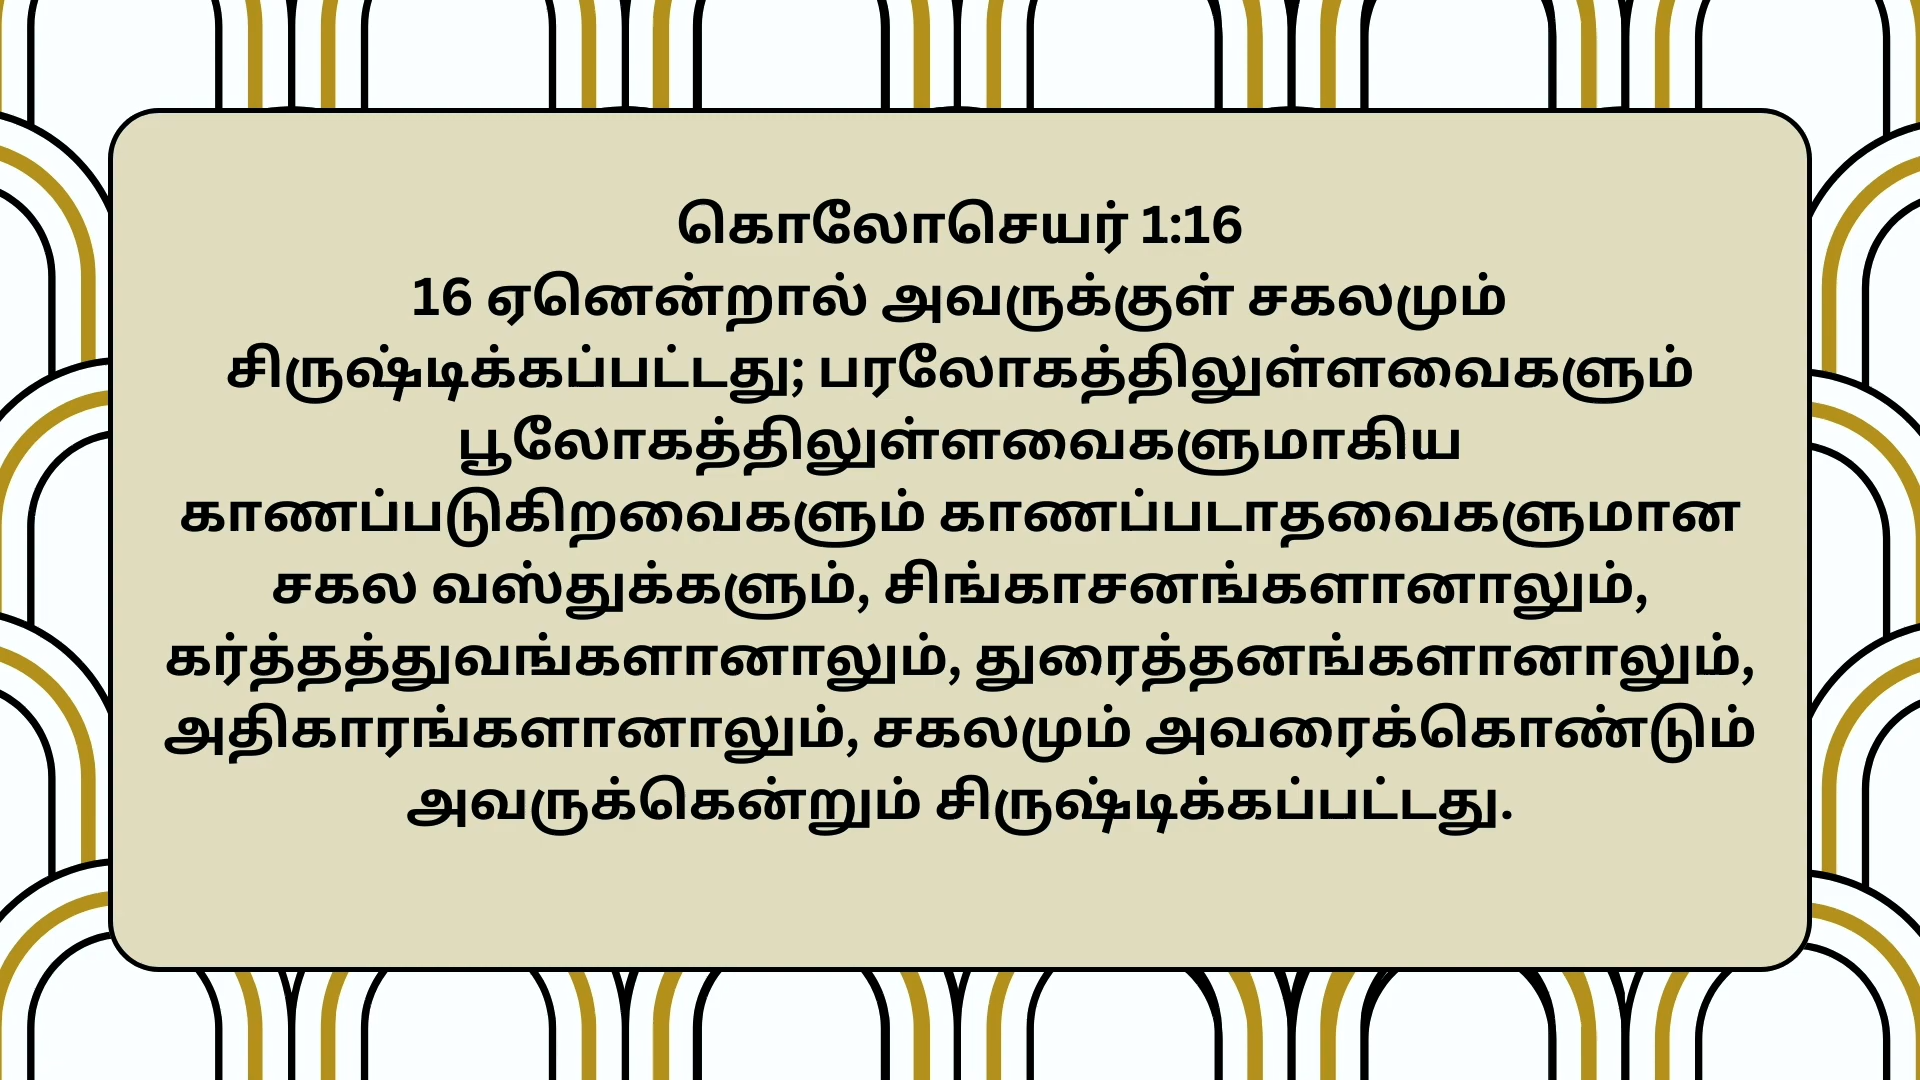 கொலோசெயர் 1:16
16 ஏனென்றால் அவருக்குள் சகலமும்
சிருஷ்டிக்கப்பட்டது; பரலோகத்திலுள்ளவைகளும்
பூலோகத்திலுள்ளவைகளுமாகிய
காணப்படுகிறவைகளும் காணப்படாதவைகளுமான
சகல வஸ்துக்களும், சிங்காசனங்களானாலும்,
கர்த்தத்துவங்களானாலும், துரைத்தனங்களானாலும்,
அதிகாரங்களானாலும், சகலமும் அவரைக்கொண்டும்
அவருக்கென்றும் சிருஷ்டிக்கப்பட்டது.